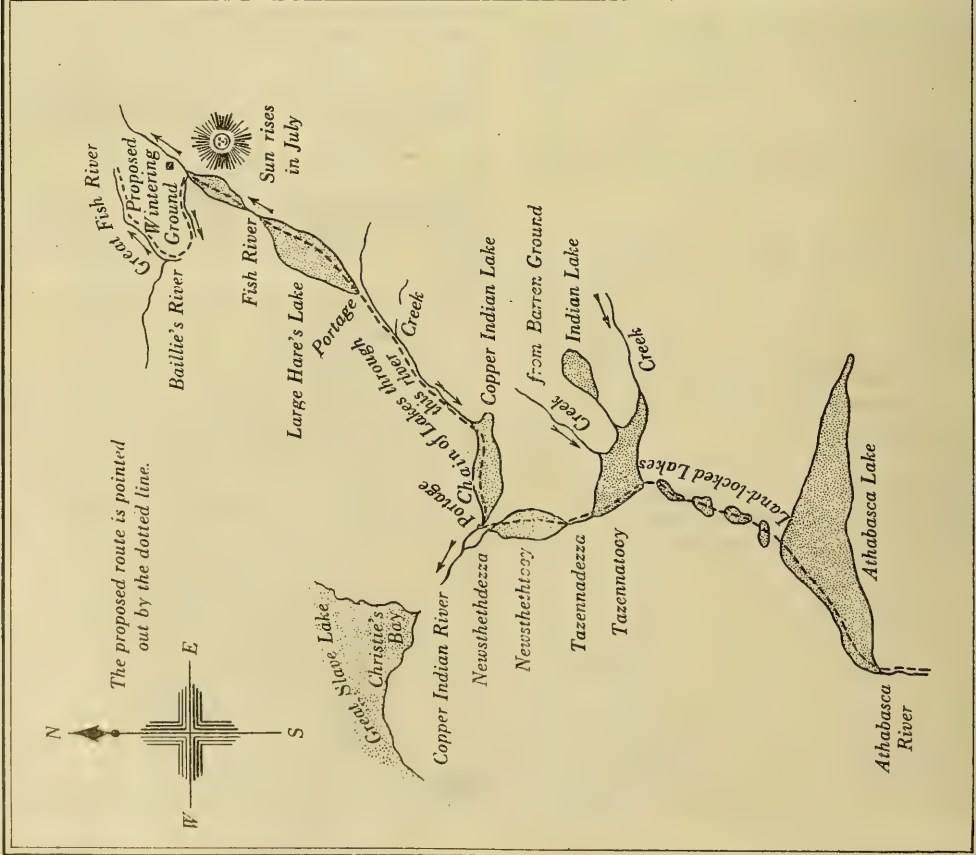 N
W
E
S
The proposed route is pointed
out by the dotted line.
Great Fish River
Proposed
Wintering
Ground
Baillie's River
Sun rises
in July
Fish River
Large Hare's Lake
Portage
Creek
Chain of Lakes through
this river
Portage
Copper Indian Lake
Great Slave Lake
Christie's
Bay
Copper Indian River
Newsthethdezza
Newsthehtooy
Creek
from Barren Ground
Indian Lake
Creek
Tazennadezza
Tazennatooy
Land-locked Lakes
Athabasca Lake
Athabasca
River